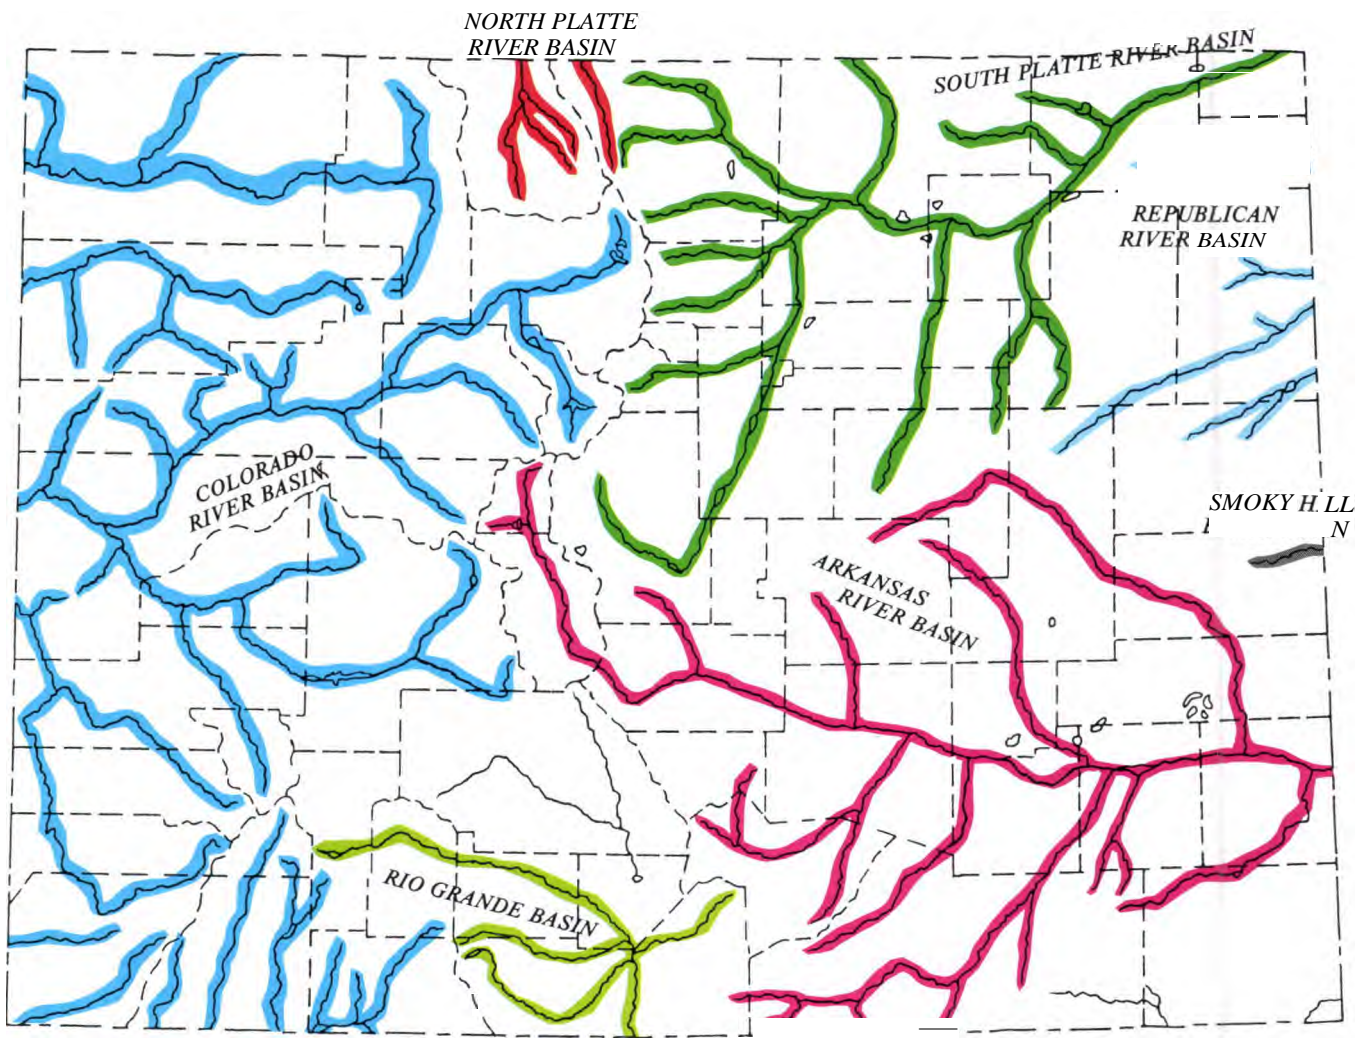 NORTH PLATTE
RIVER BASIN
SOUTH PLATTE RIVER BASIN
REPUBLICAN
RIVER BASIN
COLORADO
RIVER BASIN
SMOKY H LL
N
ARKANSAS
RIVER BASIN
RIO GRANDE BASIN